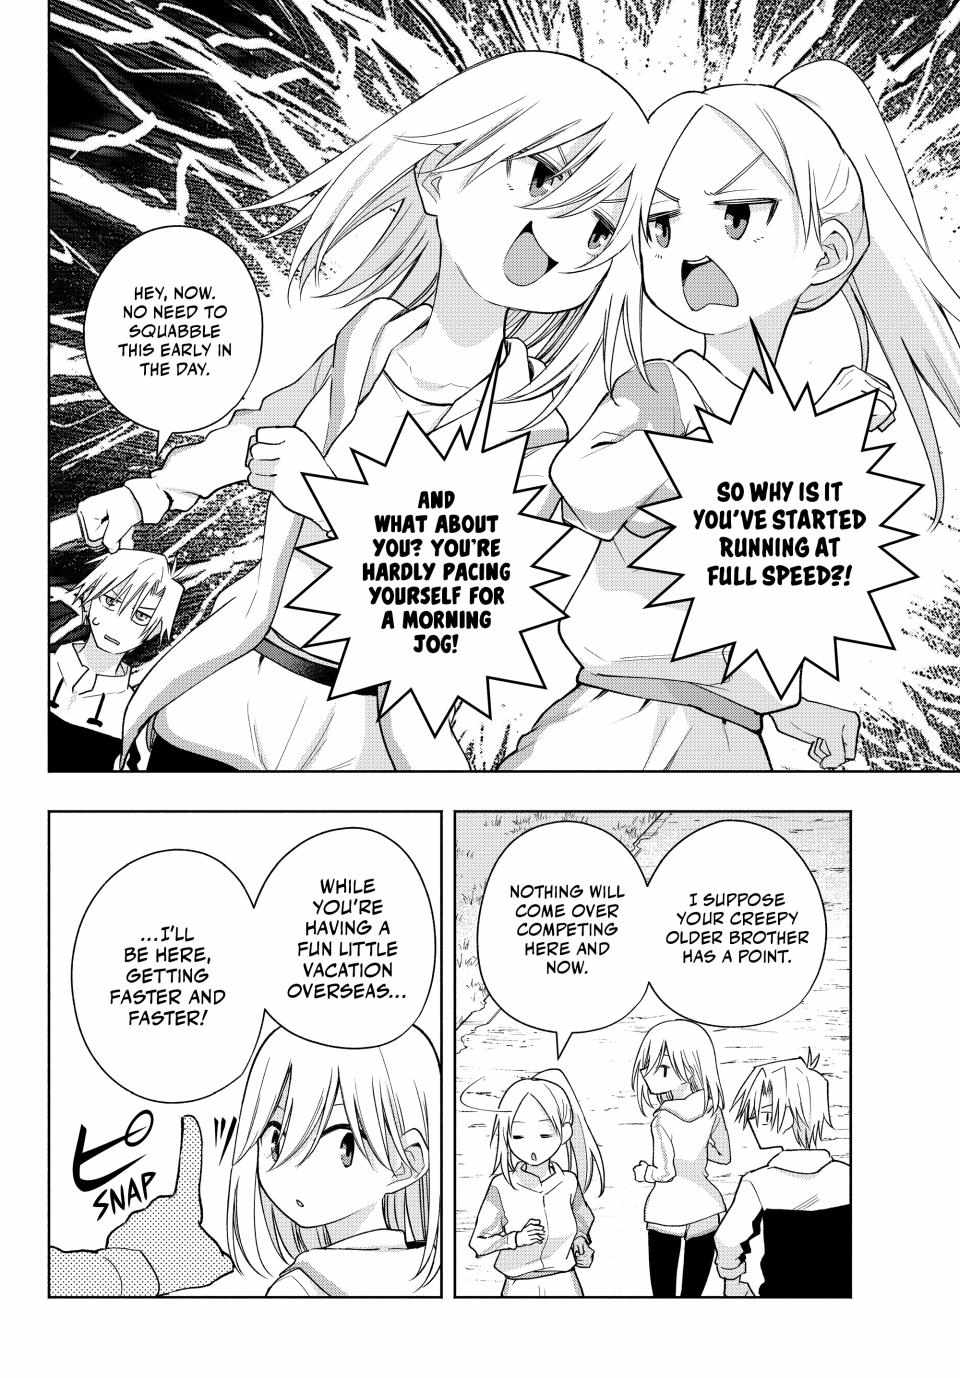 SO WHY IS IT
YOU'VE STARTED
RUNNING AT
FULL SPEED?!
AND
WHAT ABOUT
YOU? YOU'RE
HARDLY PACING
YOURSELF FOR
A MORNING
JOG!
HEY, NOW.
NO NEED TO
SQUABBLE
THIS EARLY IN
THE DAY.
I SUPPOSE
YOUR CREEPY
OLDER BROTHER
HAS A POINT.
NOTHING WILL
COME OVER
COMPETING
HERE AND
NOW.
WHILE
YOU'RE
HAVING A
FUN LITTLE
VACATION
OVERSEAS...
...I'LL
BE HERE,
GETTING
FASTER AND
FASTER!
ピッ
SNAP